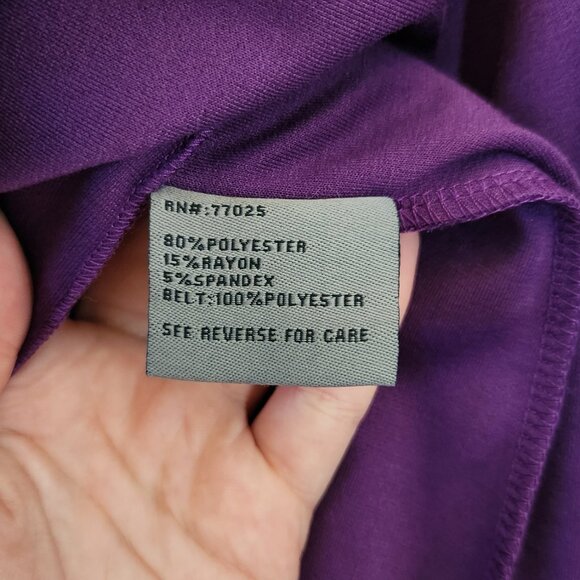 RN#:77025
80%POLYESTER
15%RAYON
5%SPANDEX
BELT:100%POLYESTER
SEE REVERSE FOR CARE